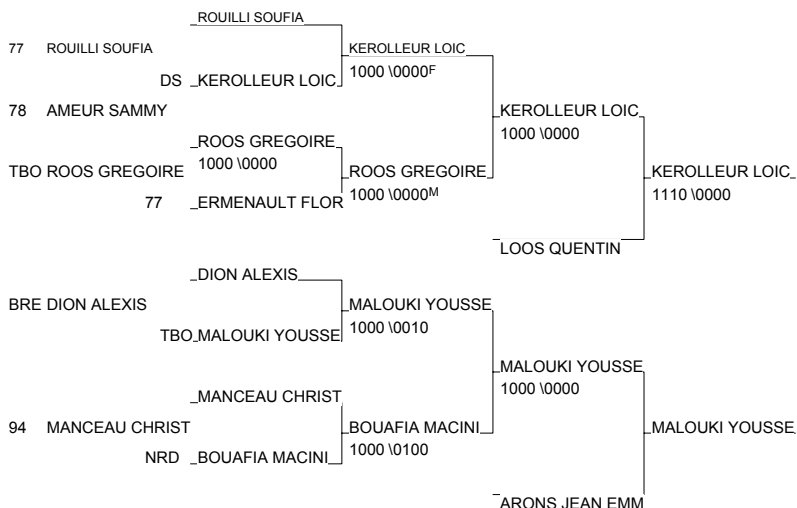 ROUILLI SOUFIA
77 ROUILLI SOUFIA
KEROLLEUR LOIC
1000 \0000F
DS KEROLLEUR LOIC
78 AMEUR SAMMY
KEROLLEUR LOIC
1000 \0000
ROOS GREGOIRE
1000 \0000
TBO ROOS GREGOIRE
ROOS GREGOIRE
1000 \0000M
KEROLLEUR LOIC
1110 \0000
77 ERMENAULT FLOR
LOOS QUENTIN
DION ALEXIS
BRE DION ALEXIS
MALOUKI YOUSSE
1000 \0010
TBO MALOUKI YOUSSE
MALOUKI YOUSSE
1000 \0000
MANCEAU CHRIST
94 MANCEAU CHRIST
BOUAFIA MACINI
1000 \0100
MALOUKI YOUSSE
NRD BOUAFIA MACINI
ARONS JEAN EMM